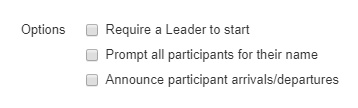 Options Require a Leader to start
Prompt all participants for their name
Announce participant arrivals/departures